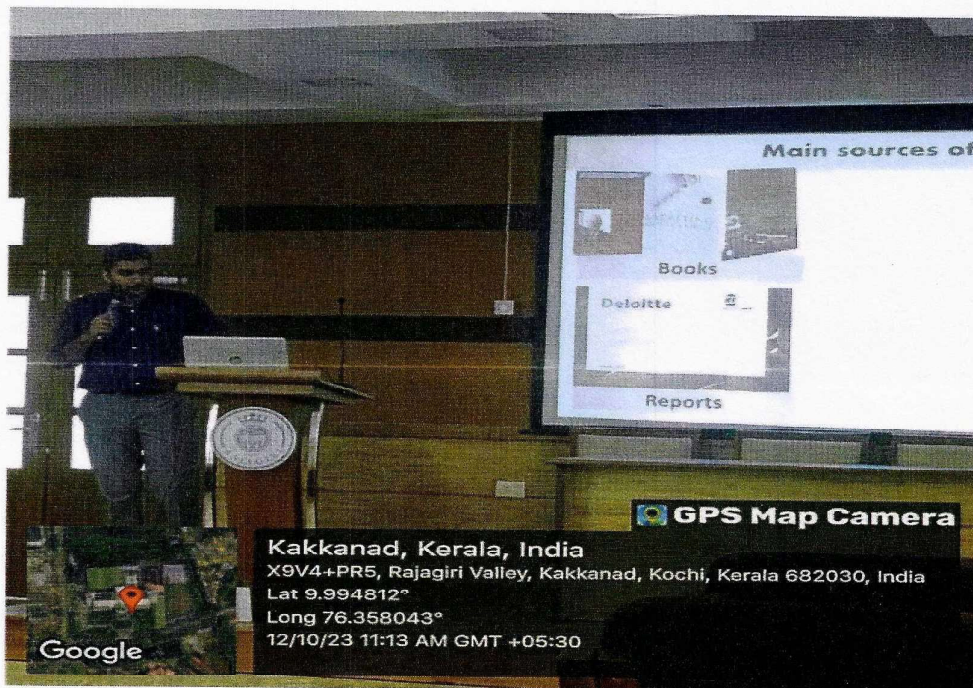 Main sources of
Books
Deloitte
Reports
GPS Map Camera
Kakkanad, Kerala, India
X9V4+PR5, Rajagiri Valley, Kakkanad, Kochi, Kerala 682030, India
Lat 9.994812°
Long 76.358043°
12/10/23 11:13 AM GMT +05:30
Google